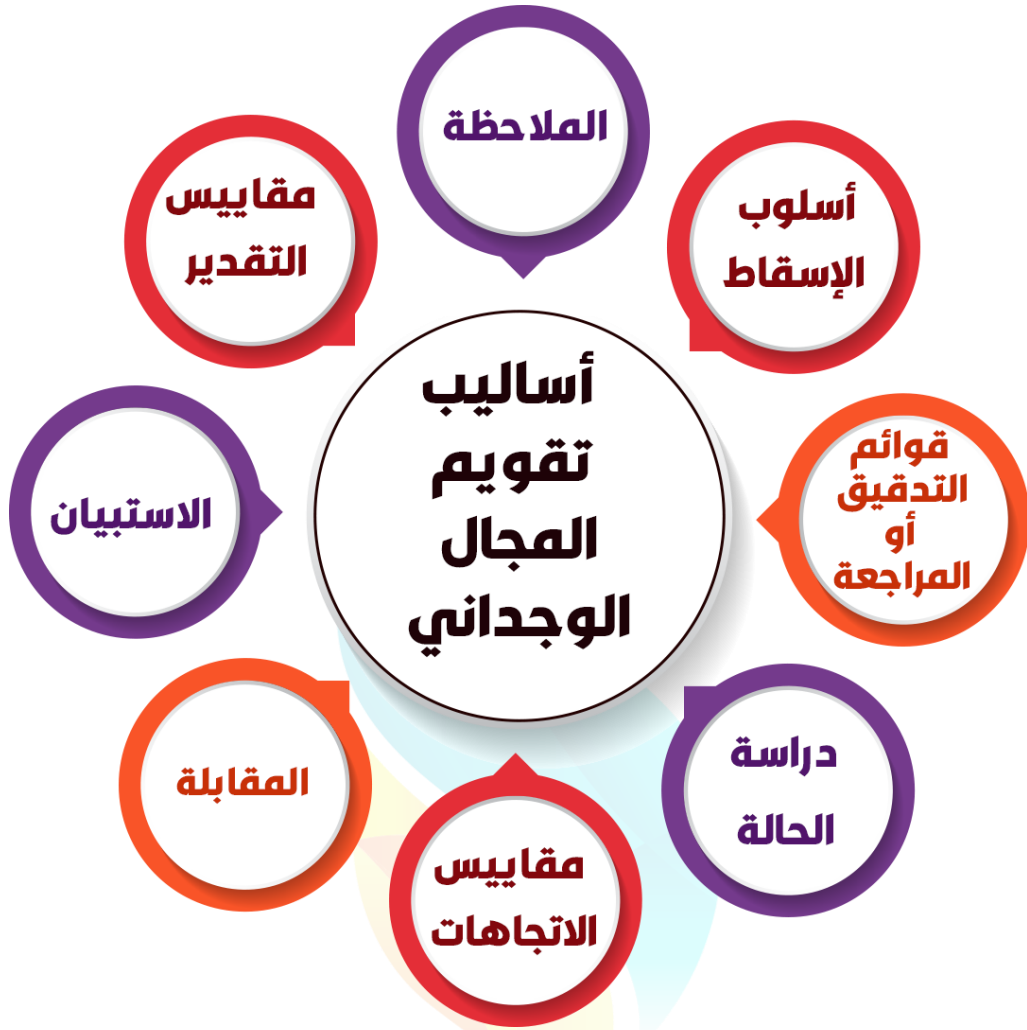 أساليب
تقويم
المجال
الوجداني
الملاحظة
أسلوب
الإسقاط
قوائم
التدقيق
أو
المراجعة
دراسة
الحالة
مقاييس
الاتجاهات
المقابلة
الاستبيان
مقاييس
التقدير